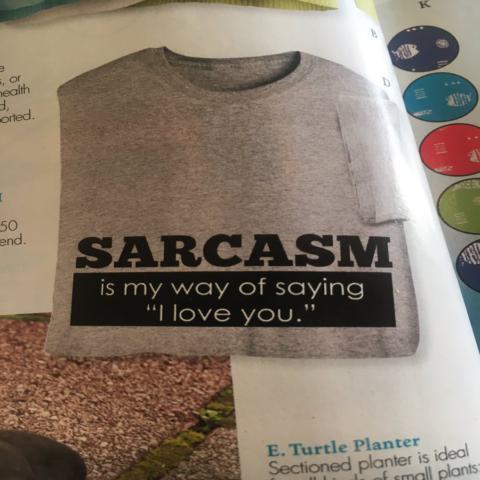 K
B
D
, or
health
d,
orted.
50
end.
SARCASM
is my way of saying
“I love you.”
E. Turtle Planter
Sectioned planter is ideal
of small plants: